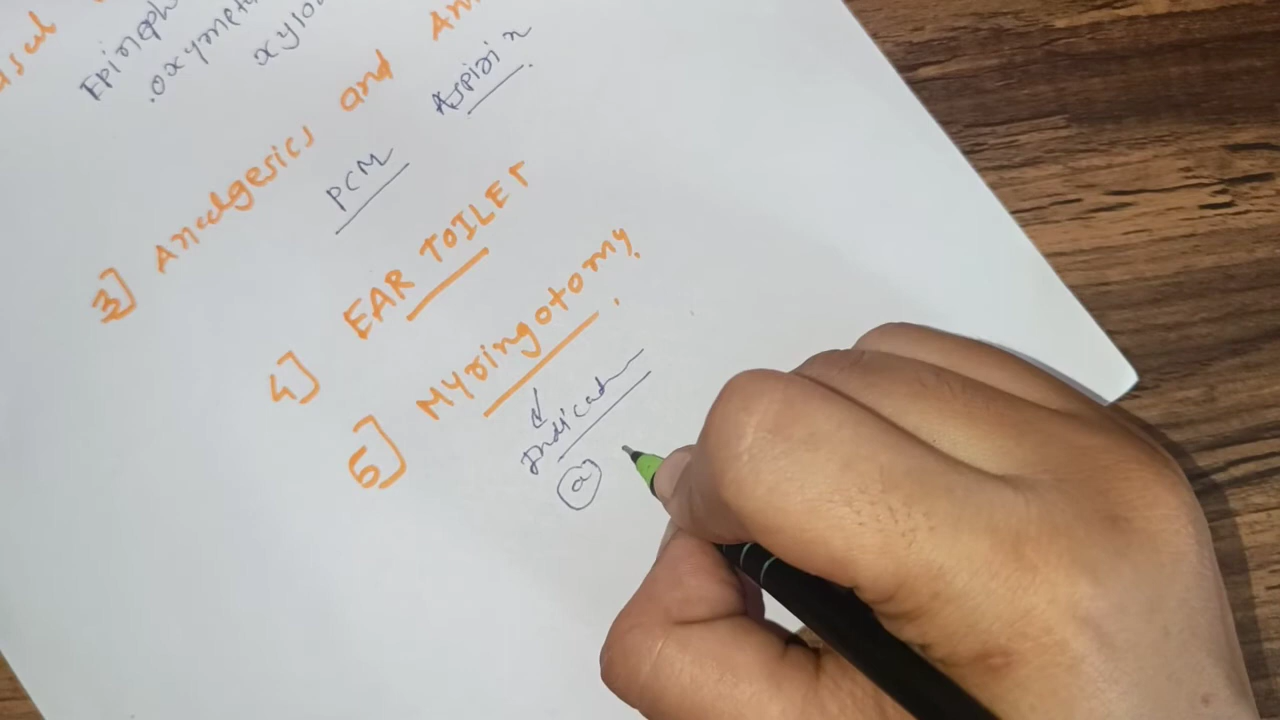 Epineph
oxymet
xylo
3] Analgesics and An
PCM Aspirin
4] EAR TOILET
5] Myringotomy
Indication
(a)